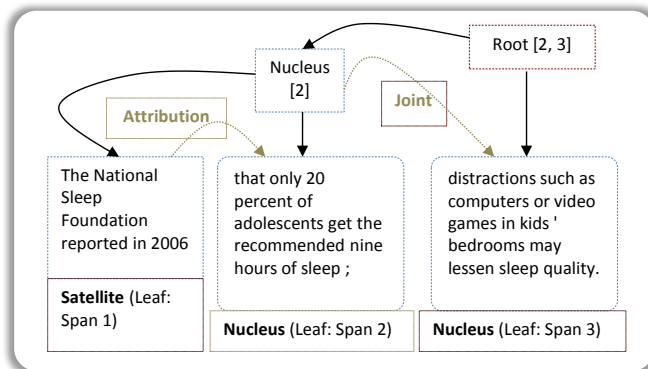 Root [2, 3]
Nucleus
[2]
Attribution
Joint
The National
Sleep
Foundation
reported in 2006
that only 20
percent of
adolescents get the
recommended nine
hours of sleep ;
distractions such as
computers or video
games in kids '
bedrooms may
lessen sleep quality.
Satellite (Leaf:
Span 1)
Nucleus (Leaf: Span 2)
Nucleus (Leaf: Span 3)